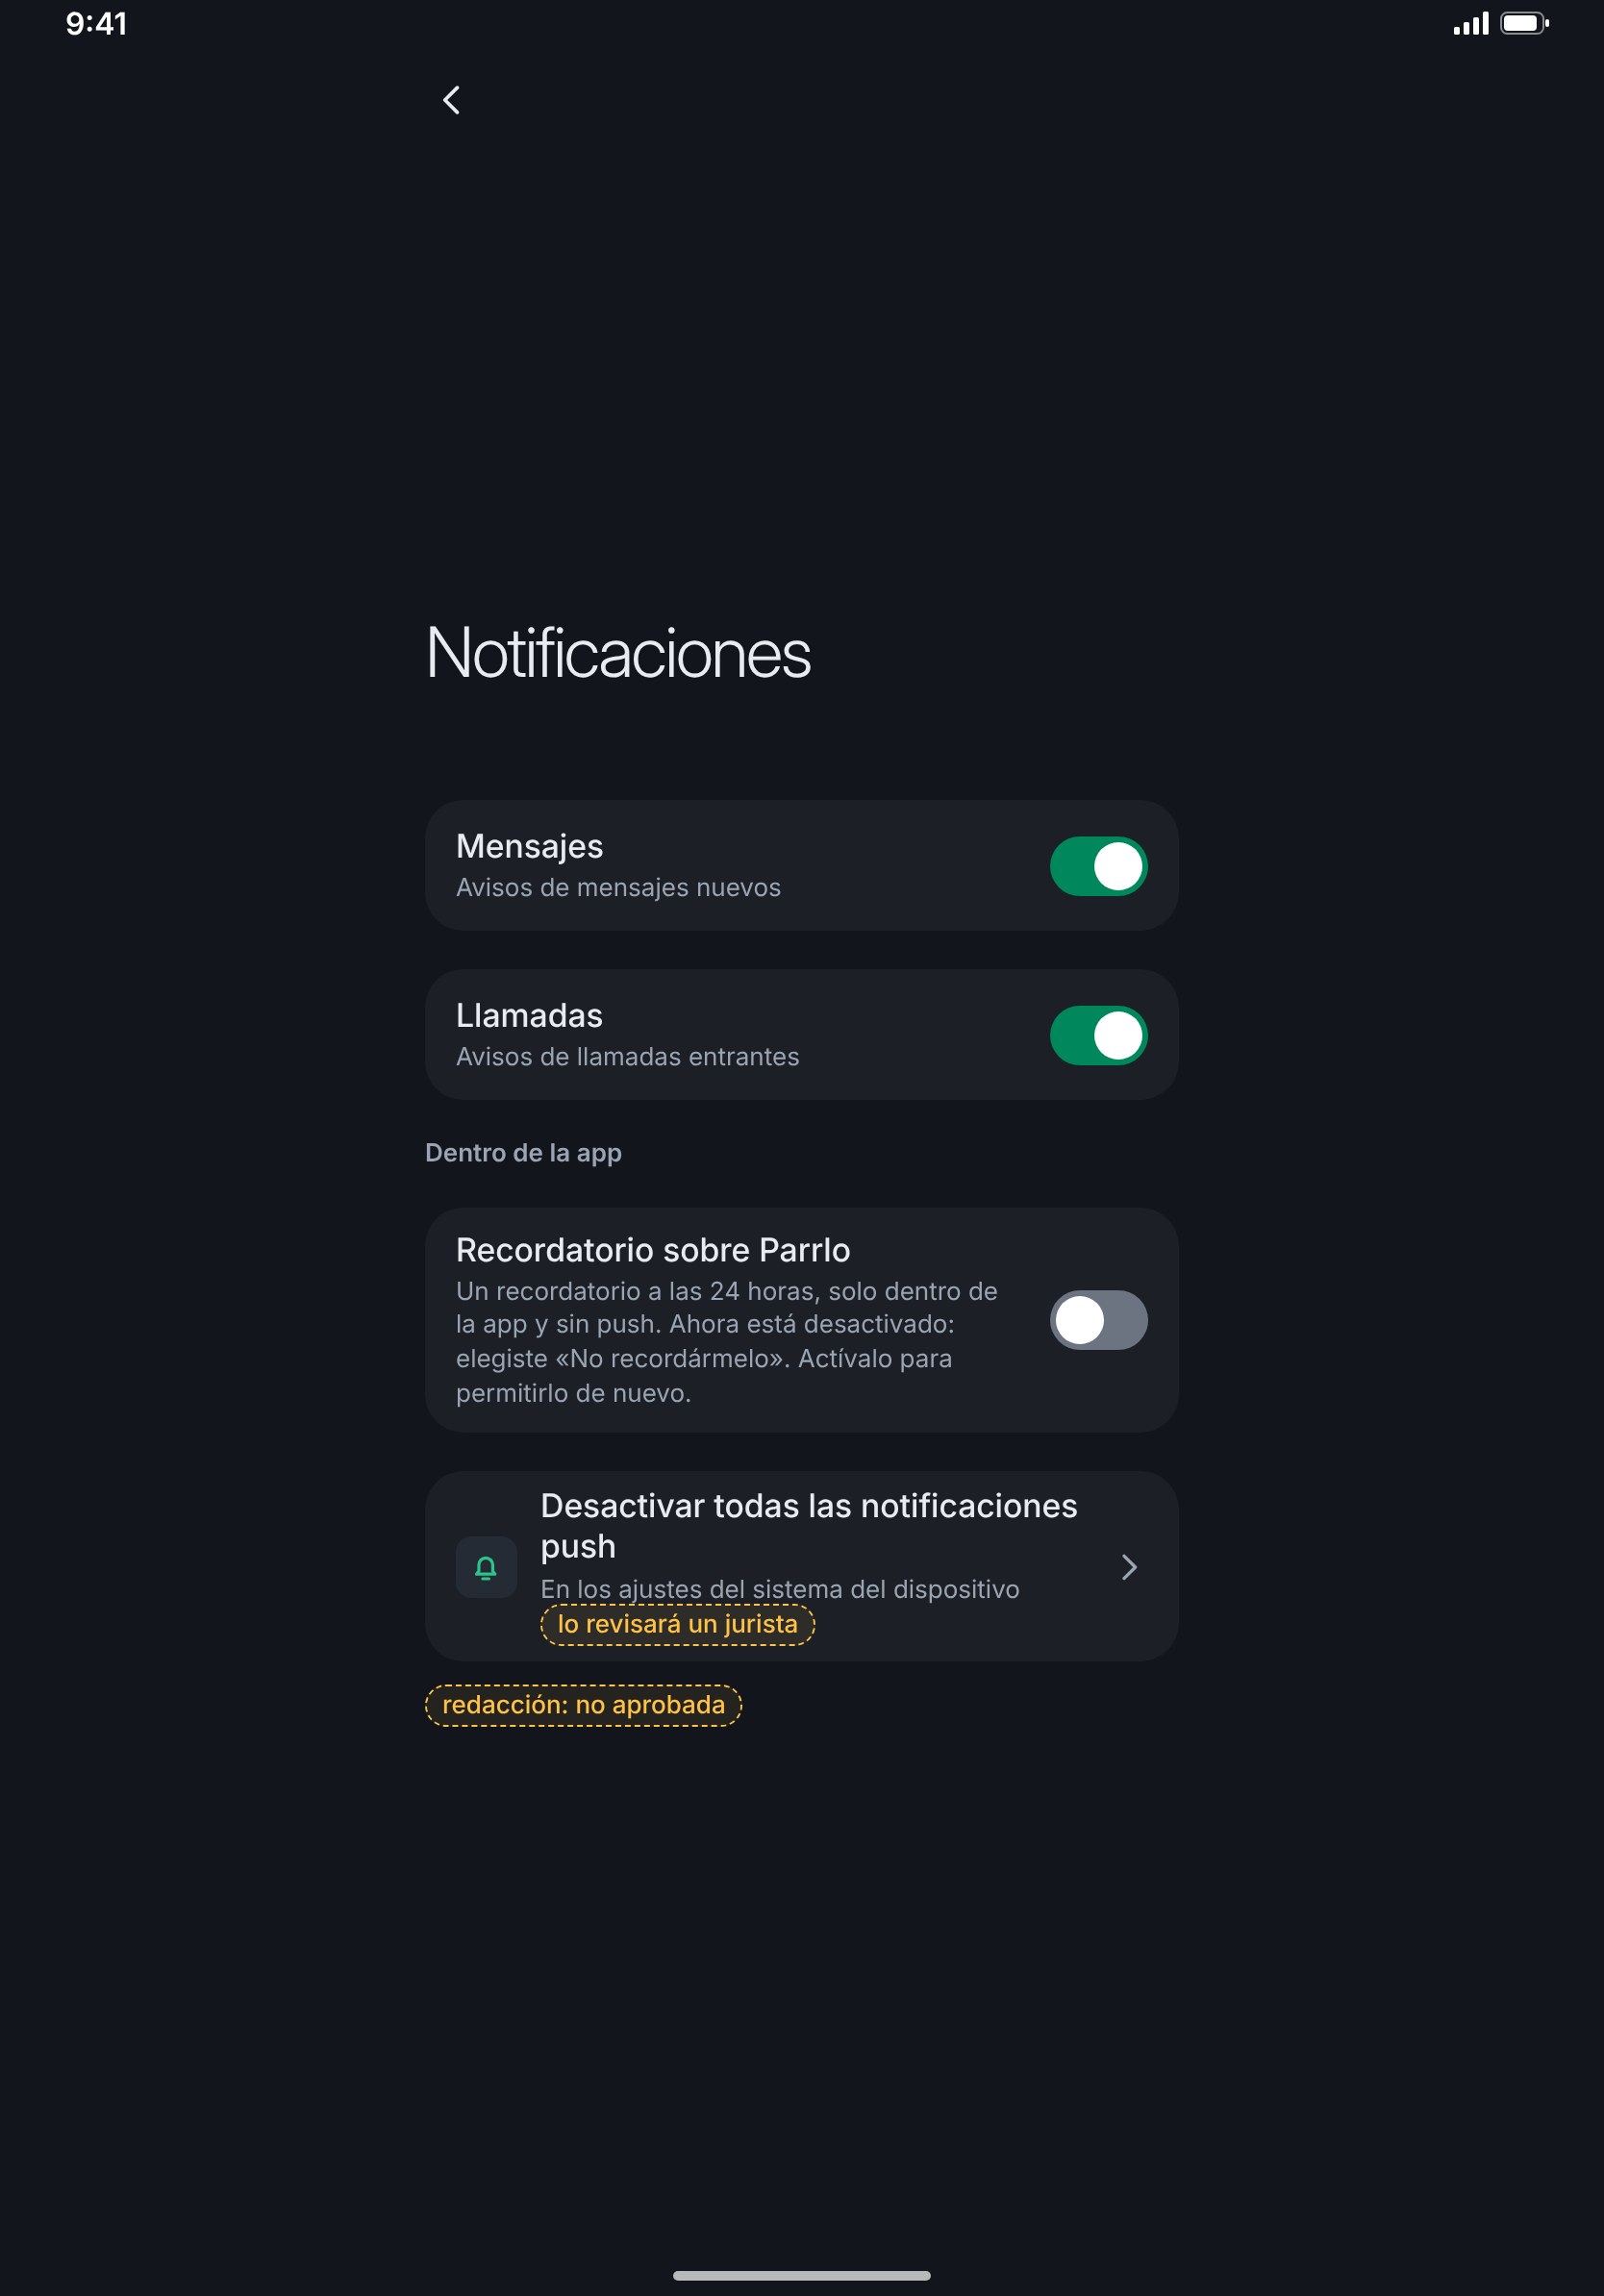 9:41
Notificaciones
Mensajes
Avisos de mensajes nuevos
Llamadas
Avisos de llamadas entrantes
Dentro de la app
Recordatorio sobre Parrlo
Un recordatorio a las 24 horas, solo dentro de
la app y sin push. Ahora está desactivado:
elegiste «No recordármelo». Actívalo para
permitirlo de nuevo.
Desactivar todas las notificaciones
push
En los ajustes del sistema del dispositivo
lo revisará un jurista
redacción: no aprobada